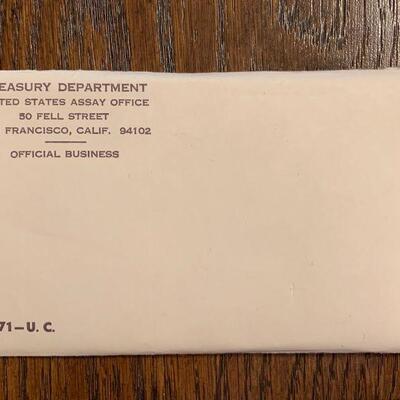 EASURY DEPARTMENT
TED STATES ASSAY OFFICE
50 FELL STREET
FRANCISCO, CALIF. 94102
OFFICIAL BUSINESS
71-U. C.